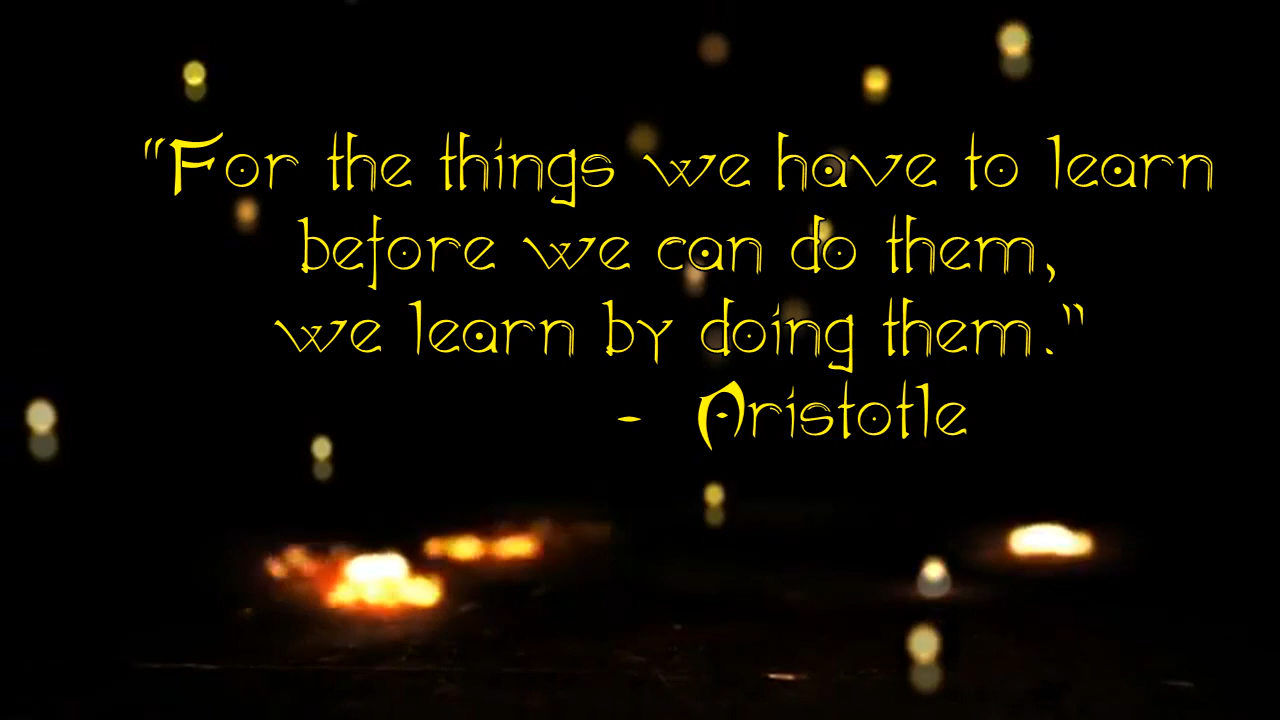 "For the things we have to learn
before we can do them,
we learn by doing them."
- Aristotle